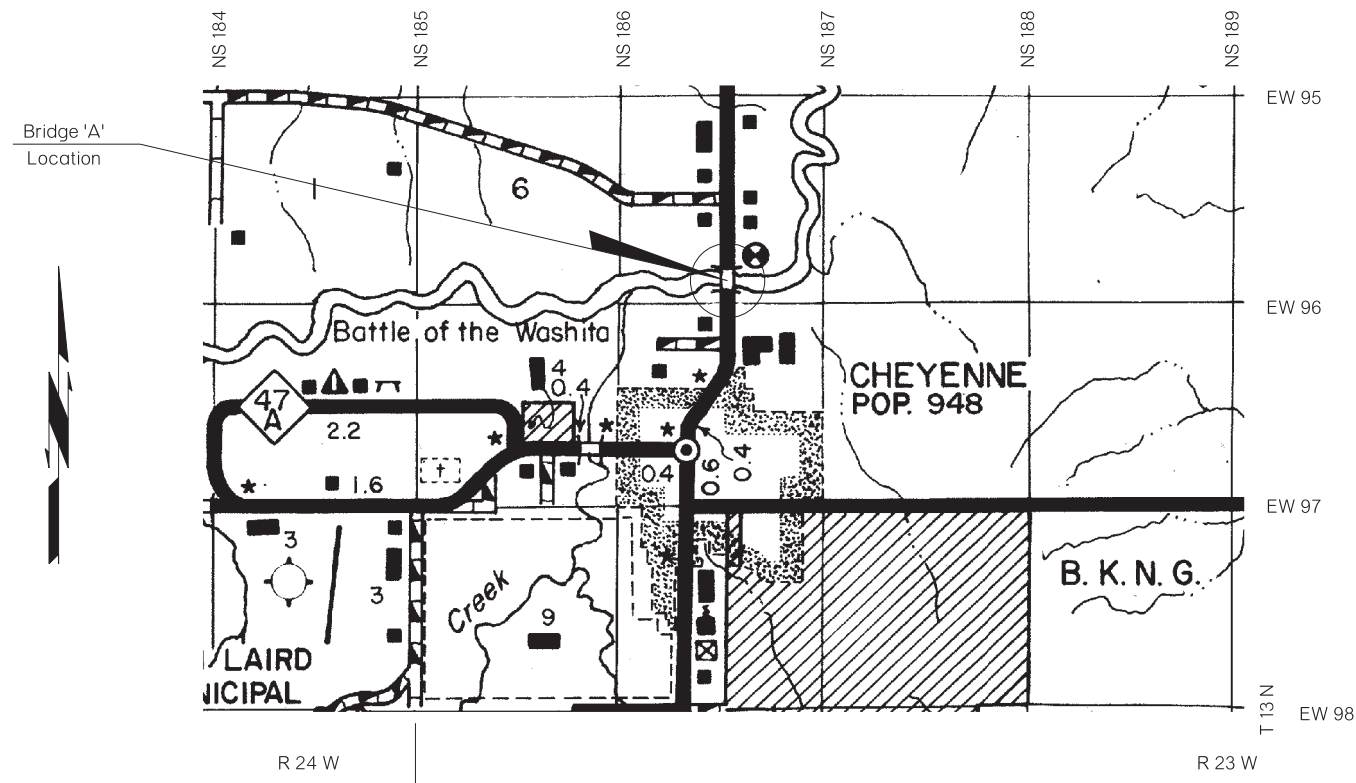 NS 184
NS 185
NS 186
NS 187
NS 188
NS 189
EW 95
Bridge 'A'
Location
6
EW 96
Battle of the Washita
4
0.4
CHEYENNE
POP. 948
47
A
2.2
1.6
0.4
0.6
0.4
EW 97
3
3
Creek
9
B. K. N. G.
LAIRD
NICIPAL
T 13 N
EW 98
R 24 W
R 23 W